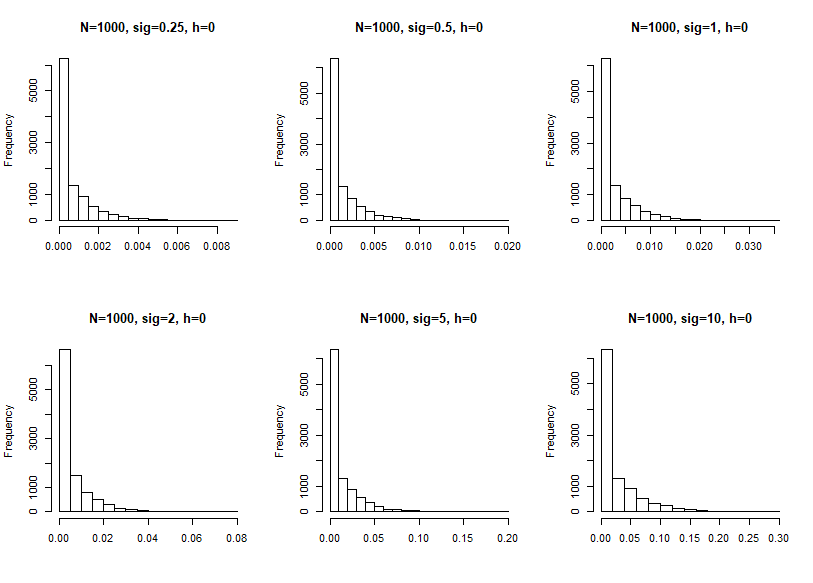 N=1000, sig=0.25, h=0
Frequency
0 1000 3000 5000
0.000 0.002 0.004 0.006 0.008
N=1000, sig=0.5, h=0
Frequency
0 1000 3000 5000
0.000 0.005 0.010 0.015 0.020
N=1000, sig=1, h=0
Frequency
0 1000 3000 5000
0.000 0.010 0.020 0.030
N=1000, sig=2, h=0
Frequency
0 1000 3000 5000
0.00 0.02 0.04 0.06 0.08
N=1000, sig=5, h=0
Frequency
0 1000 3000 5000
0.00 0.05 0.10 0.15 0.20
N=1000, sig=10, h=0
Frequency
0 1000 3000 5000
0.00 0.05 0.10 0.15 0.20 0.25 0.30